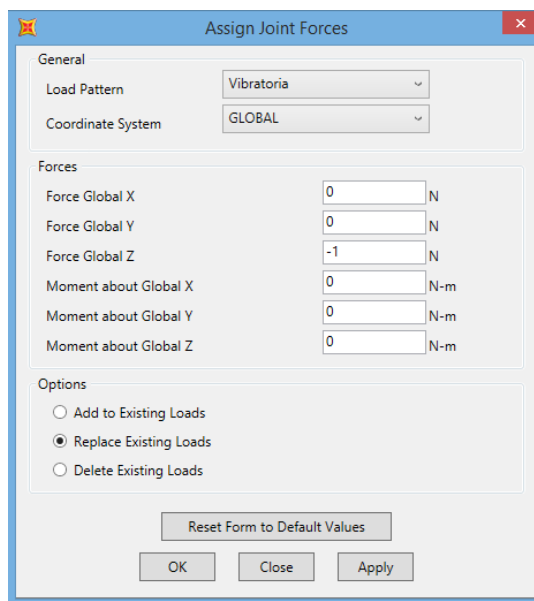 Assign Joint Forces
General
Load Pattern Vibratoria
Coordinate System GLOBAL
Forces
Force Global X 0 N
Force Global Y 0 N
Force Global Z -1 N
Moment about Global X 0 N-m
Moment about Global Y 0 N-m
Moment about Global Z 0 N-m
Options
Add to Existing Loads
Replace Existing Loads
Delete Existing Loads
Reset Form to Default Values
OK Close Apply